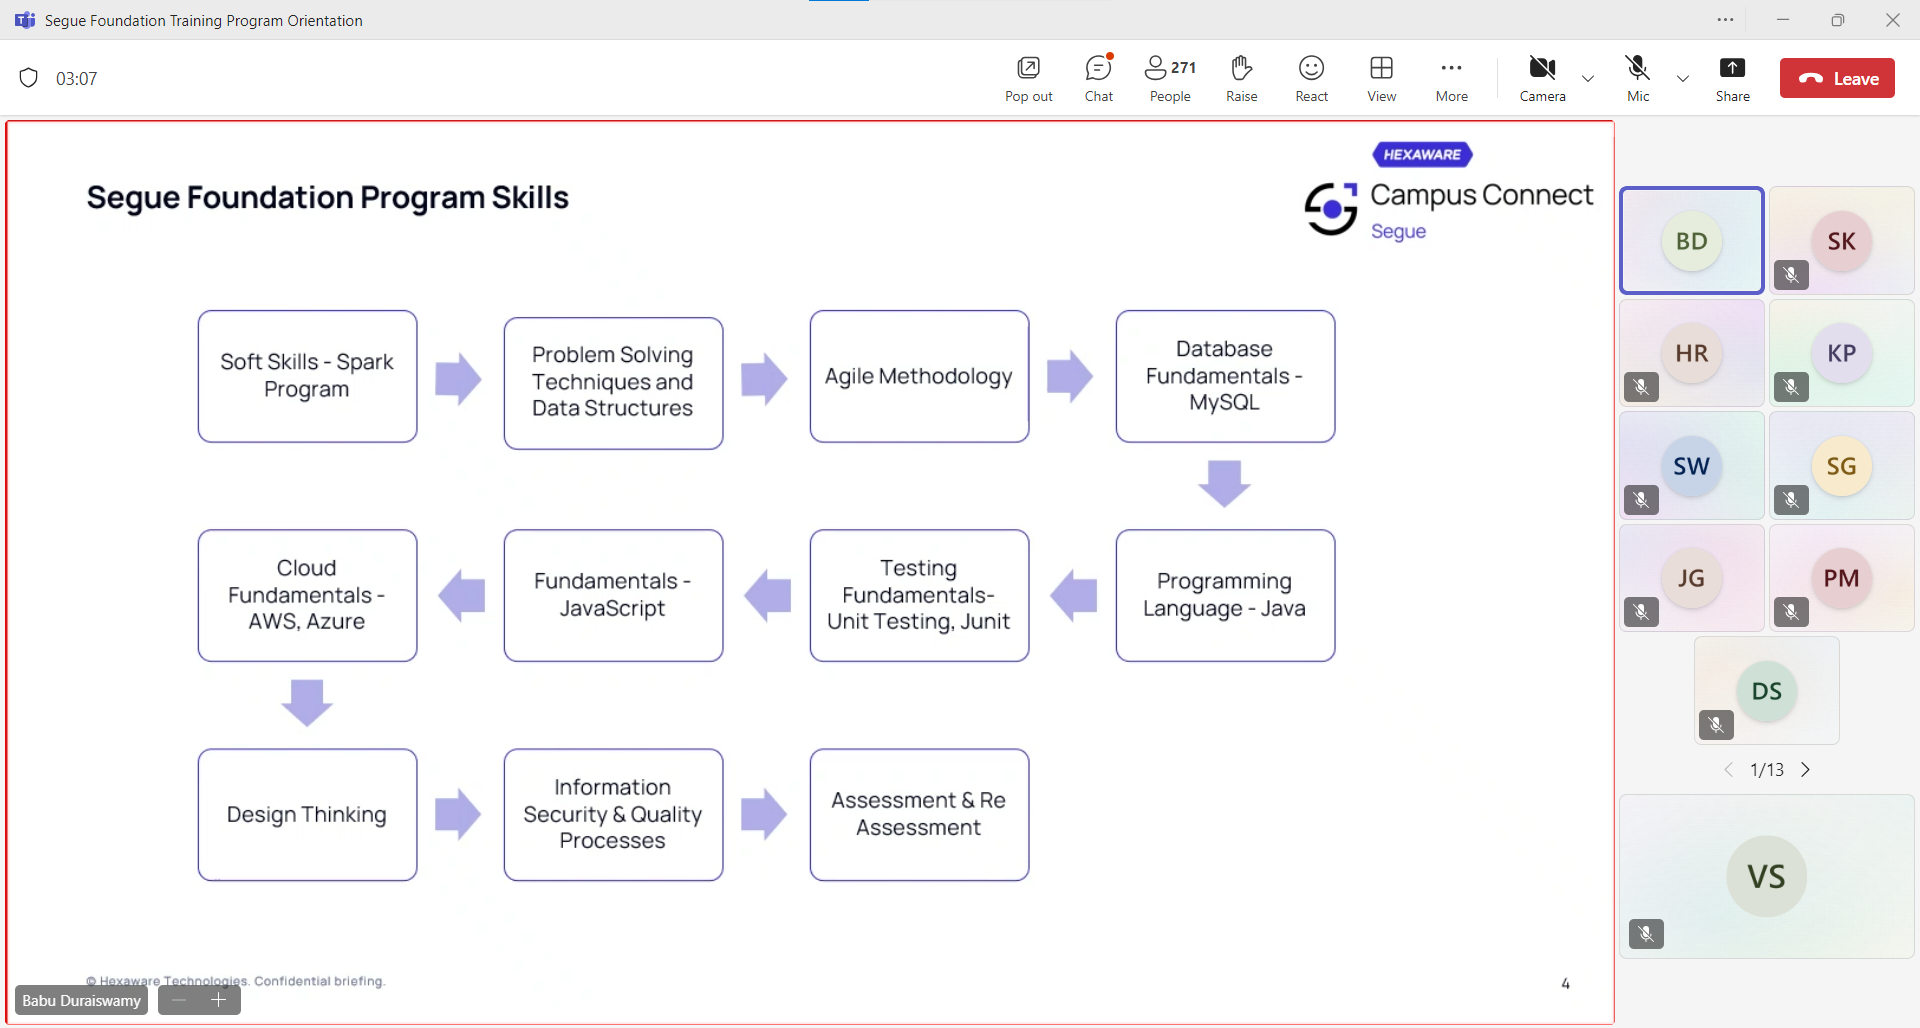 Segue Foundation Training Program Orientation
03:07
Pop out
Chat
271
People
Raise
React
View
More
Camera
Mic
Share
Leave
Segue Foundation Program Skills
HEXAWARE
Campus Connect
Segue
Soft Skills - Spark
Program
Problem Solving
Techniques and
Data Structures
Agile Methodology
Database
Fundamentals -
MySQL
Cloud
Fundamentals -
AWS, Azure
Fundamentals -
JavaScript
Testing
Fundamentals-
Unit Testing, Junit
Programming
Language - Java
Design Thinking
Information
Security & Quality
Processes
Assessment & Re
Assessment
© Hexaware Technologies. Confidential briefing.
4
Babu Duraiswamy
BD
SK
HR
KP
SW
SG
JG
PM
DS
1/13
VS